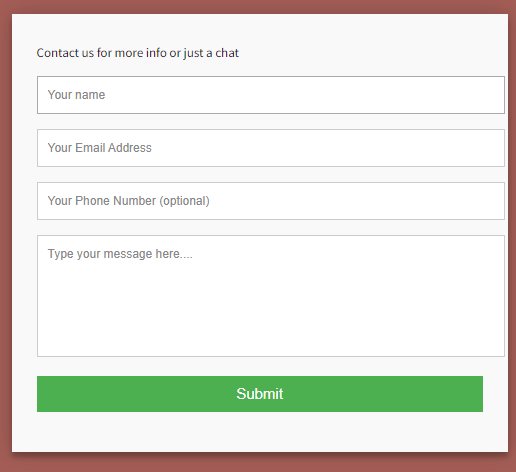 Contact us for more info or just a chat
Your name
Your Email Address
Your Phone Number (optional)
Type your message here....
Submit